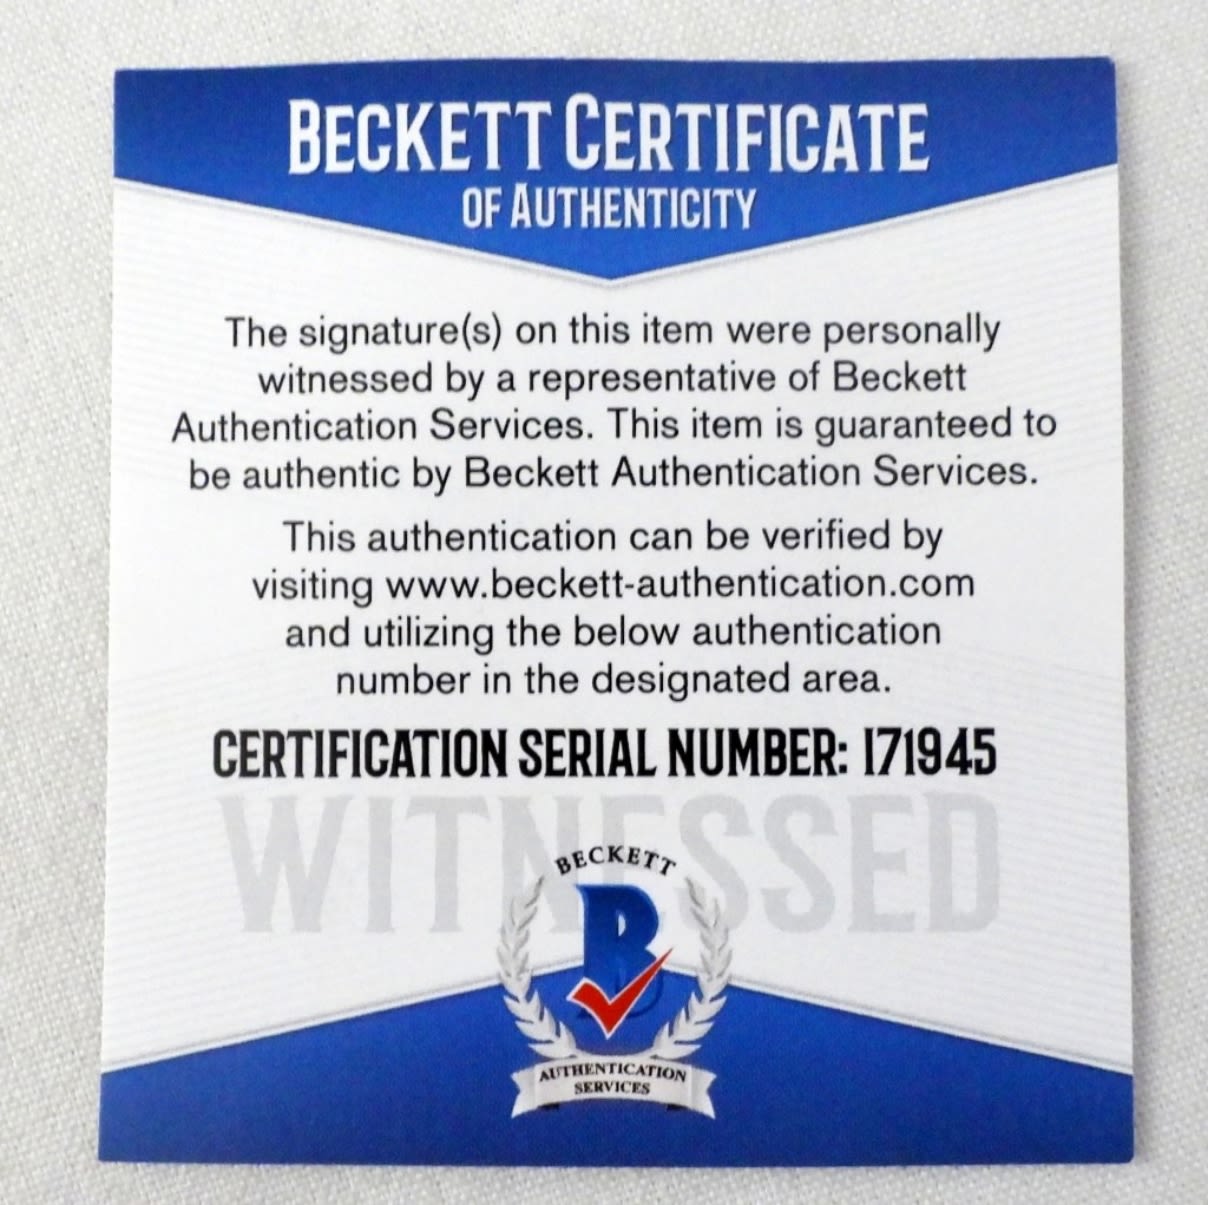 BECKETT CERTIFICATE
OF AUTHENTICITY
The signature(s) on this item were personally
witnessed by a representative of Beckett
Authentication Services. This item is guaranteed to
be authentic by Beckett Authentication Services.
This authentication can be verified by
visiting www.beckett-authentication.com
and utilizing the below authentication
number in the designated area.
CERTIFICATION SERIAL NUMBER: I71945
WITNESSED
BECKETT
B
AUTHENTICATION
SERVICES